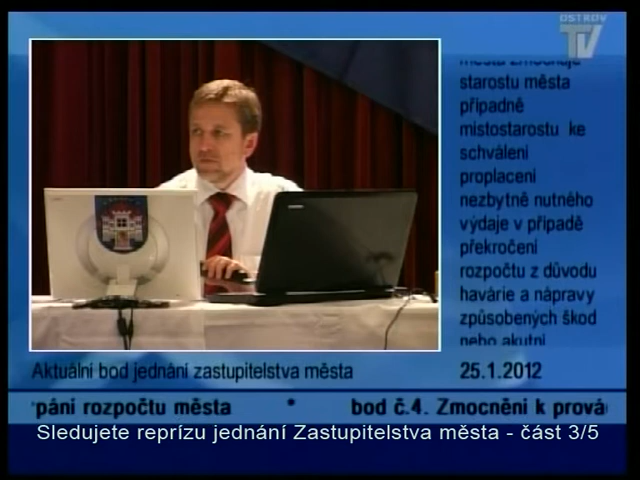 OSTROV
TV
města zmocňuje
starostu města
případně
místostarostu ke
schválení
proplacení
nezbytně nutného
výdaje v případě
překročení
rozpočtu z důvodu
havárie a nápravy
způsobených škod
nebo akutní
Aktuální bod jednání zastupitelstva města
25.1.2012
pání rozpočtu města * bod č.4. Zmocnění k prová
Sledujete reprízu jednání Zastupitelstva města - část 3/5